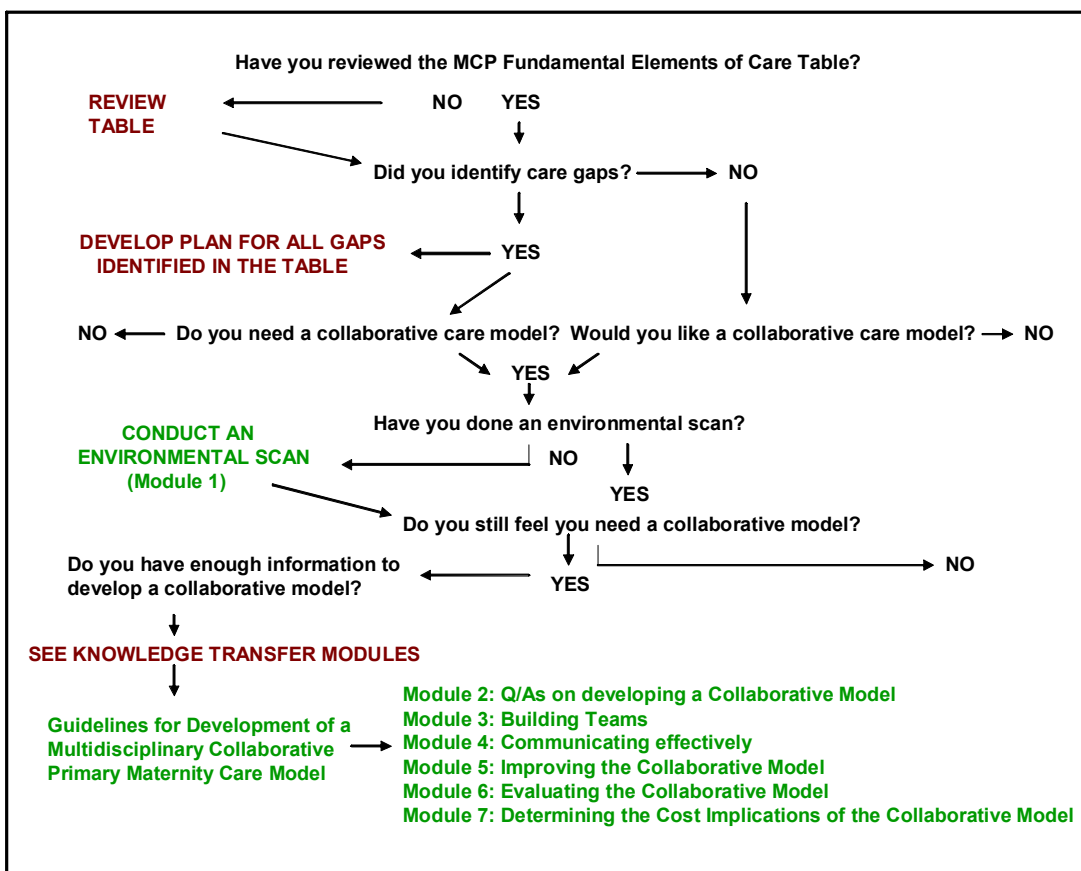 Have you reviewed the MCP Fundamental Elements of Care Table?
REVIEW
TABLE
NO YES
Did you identify care gaps?
NO
DEVELOP PLAN FOR ALL GAPS
IDENTIFIED IN THE TABLE
YES
NO
Do you need a collaborative care model?
Would you like a collaborative care model?
NO
YES
Have you done an environmental scan?
CONDUCT AN
ENVIRONMENTAL SCAN
(Module 1)
NO
YES
Do you still feel you need a collaborative model?
Do you have enough information to
develop a collaborative model?
YES
NO
SEE KNOWLEDGE TRANSFER MODULES
Guidelines for Development of a
Multidisciplinary Collaborative
Primary Maternity Care Model
Module 2: Q/As on developing a Collaborative Model
Module 3: Building Teams
Module 4: Communicating effectively
Module 5: Improving the Collaborative Model
Module 6: Evaluating the Collaborative Model
Module 7: Determining the Cost Implications of the Collaborative Model